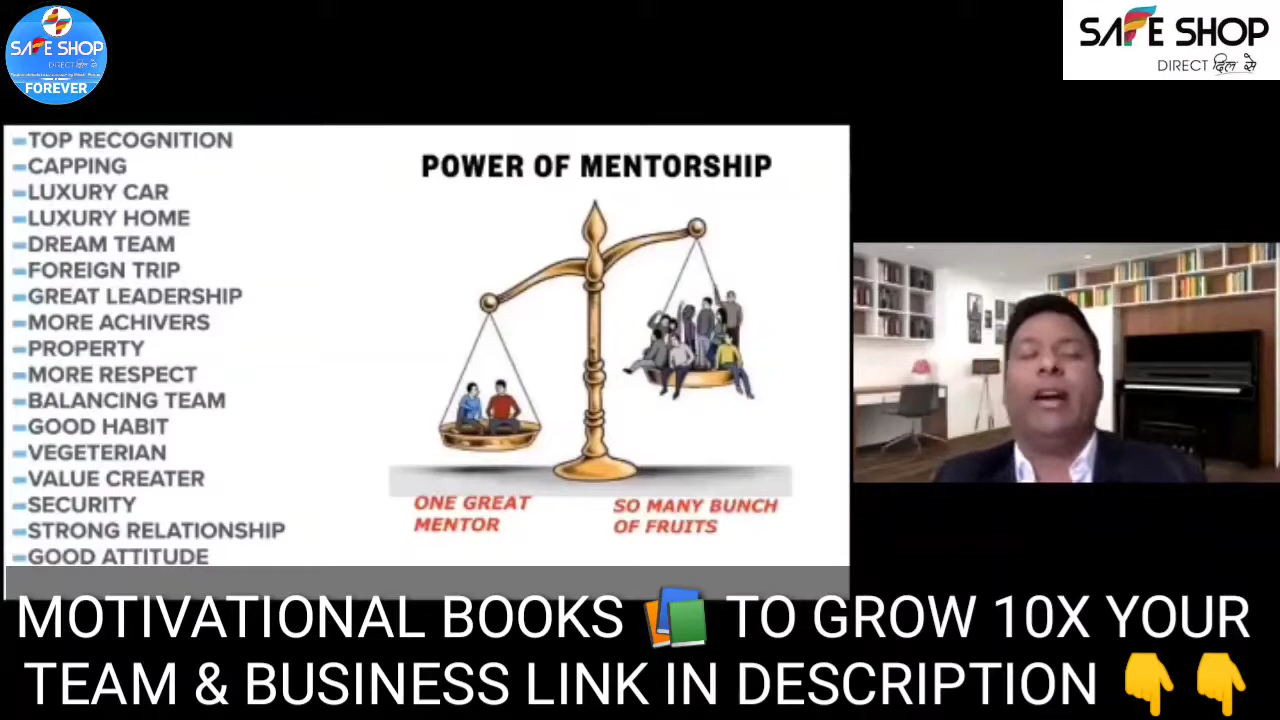 SAFE SHOP
DIRECT दिल से
FOREVER
SAFE SHOP
DIRECT दिल से
TOP RECOGNITION
CAPPING
LUXURY CAR
LUXURY HOME
DREAM TEAM
FOREIGN TRIP
GREAT LEADERSHIP
MORE ACHIVERS
PROPERTY
MORE RESPECT
BALANCING TEAM
GOOD HABIT
VEGETERIAN
VALUE CREATER
SECURITY
STRONG RELATIONSHIP
GOOD ATTITUDE
POWER OF MENTORSHIP
ONE GREAT
MENTOR
SO MANY BUNCH
OF FRUITS
MOTIVATIONAL BOOKS 📚 TO GROW 10X YOUR
TEAM & BUSINESS LINK IN DESCRIPTION 👇👇